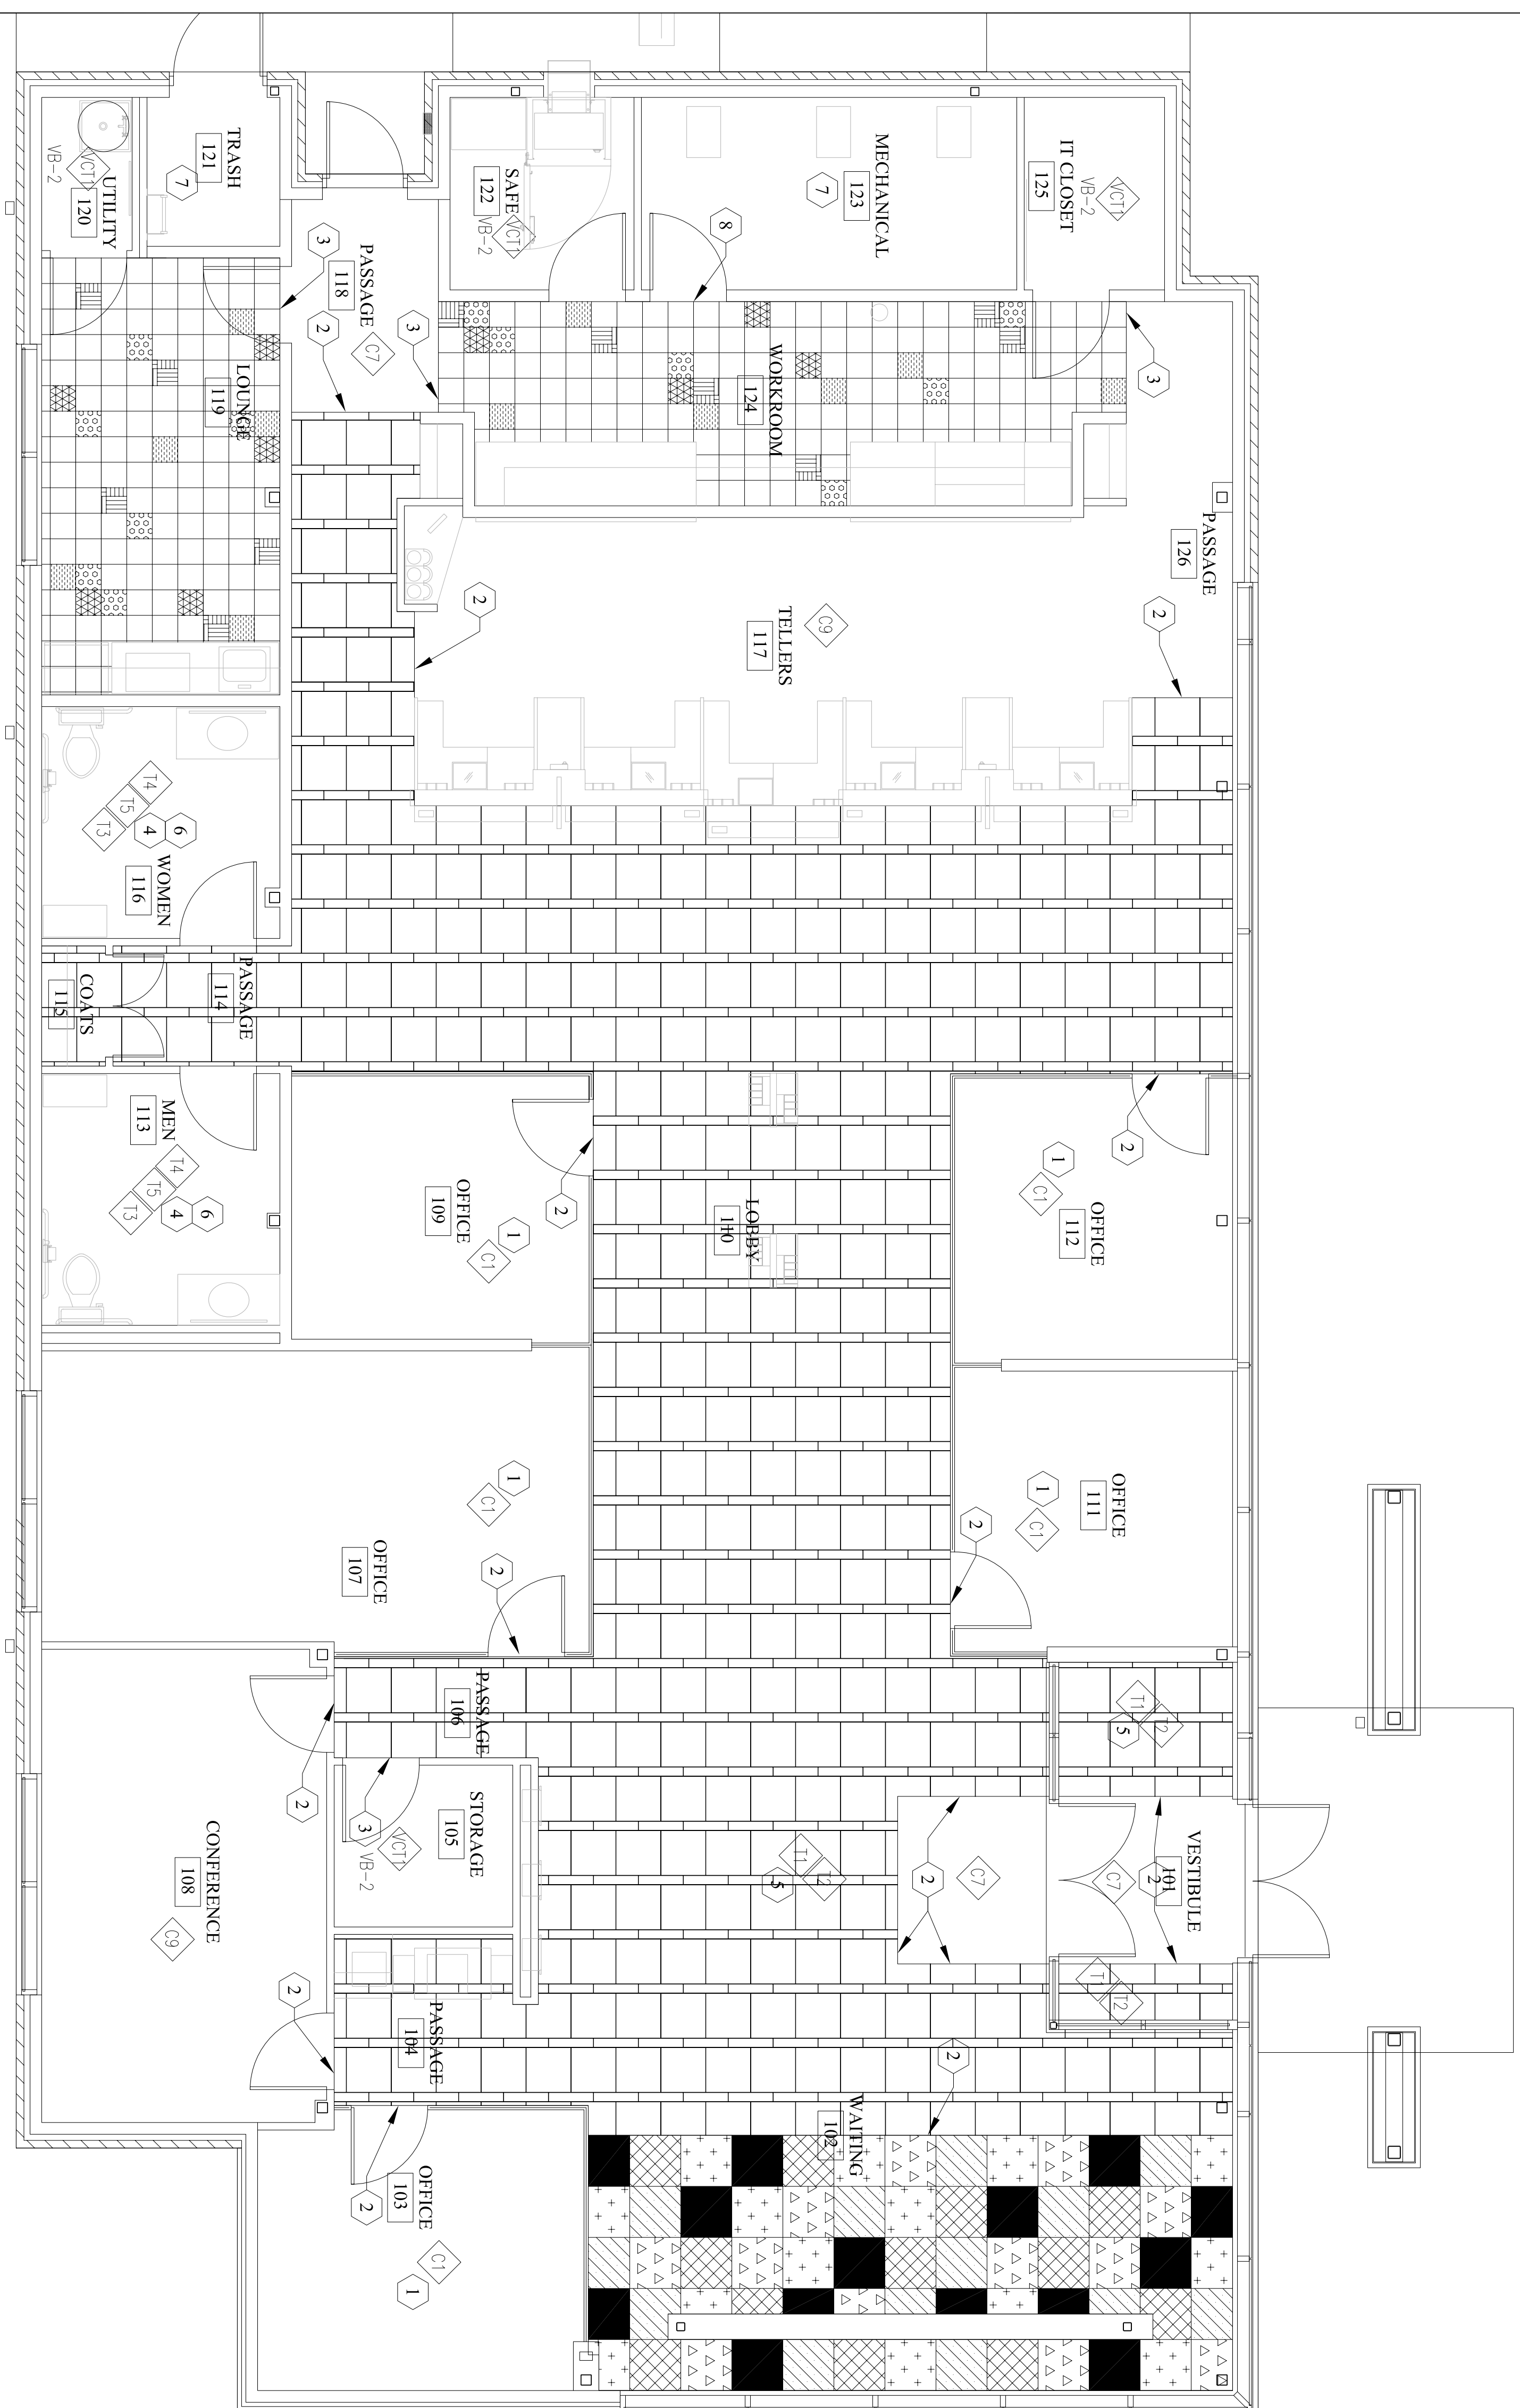 TRASH
121
7
UTILITY
120
VCT1
VB-2
SAFE
122
VCT1
VB-2
MECHANICAL
123
7
IT CLOSET
125
VCT1
VB-2
8
3
PASSAGE
118
2
C7
3
3
LOUNGE
119
WORKROOM
124
PASSAGE
126
2
2
TELLERS
117
C9
T4
T5
T3
6
4
WOMEN
116
PASSAGE
114
COATS
115
MEN
113
T4
T5
T3
6
4
OFFICE
109
1
C1
2
LOBBY
110
OFFICE
112
1
C1
2
OFFICE
111
1
C1
2
OFFICE
107
1
C1
2
PASSAGE
106
T1
T2
5
STORAGE
105
3
VCT1
VB-2
2
CONFERENCE
108
C9
2
T1
T2
5
2
C7
VESTIBULE
101
2
C7
T1
T2
PASSAGE
104
2
WAITING
102
OFFICE
103
2
C1
1